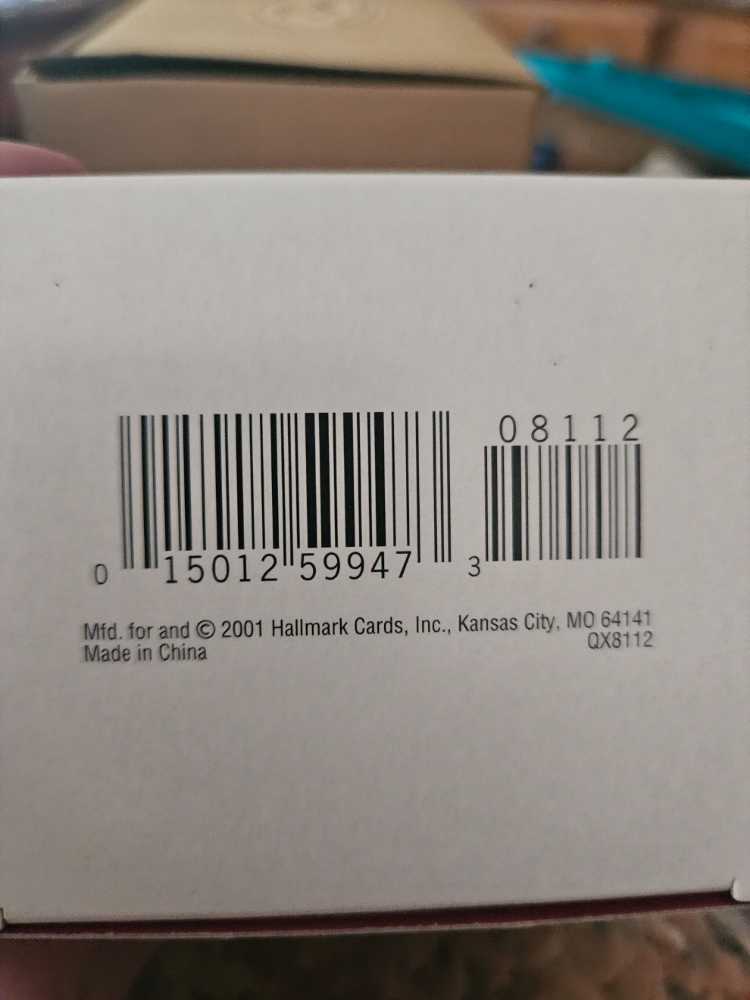 08112
0 15012 59947 3
Mfd. for and © 2001 Hallmark Cards, Inc., Kansas City, MO 64141
Made in China QX8112